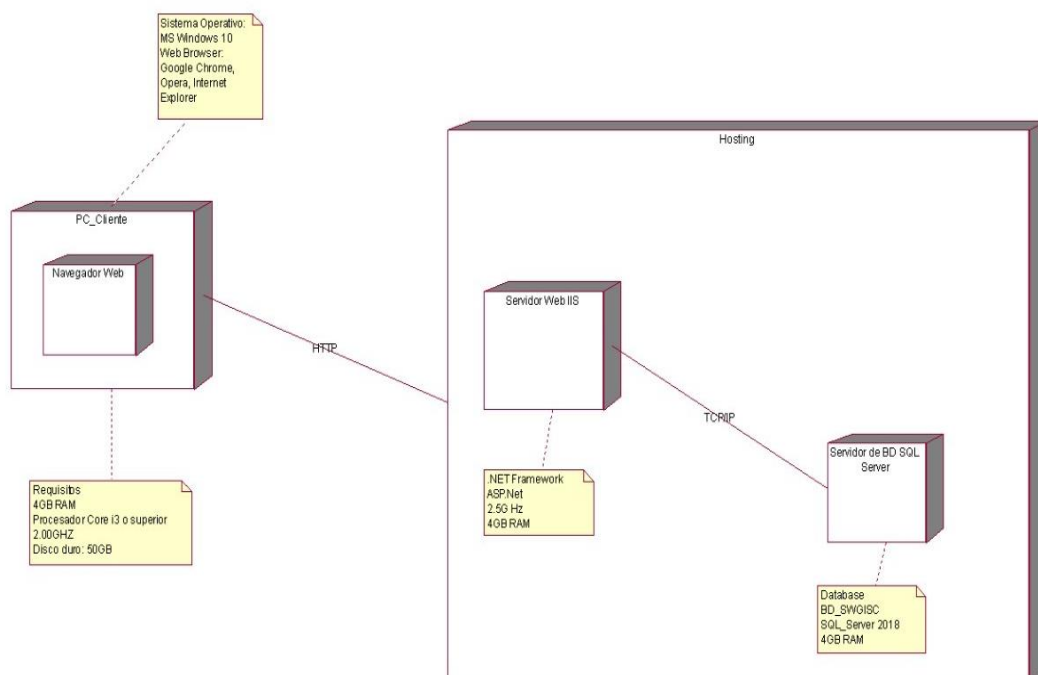 Sistema Operativo:
MS Windows 10
Web Browser:
Google Chrome,
Opera, Internet
Explorer
Hosting
PC_Cliente
Navegador Web
Servidor Web IIS
HTTP
TCP/IP
Servidor de BD SQL
Server
Requisitos
4GB RAM
Procesador Core i3 o superior
2.00GHZ
Disco duro: 50GB
.NET Framework
ASP.Net
2.5G Hz
4GB RAM
Database
BD_SWGISC
SQL_Server 2018
4GB RAM